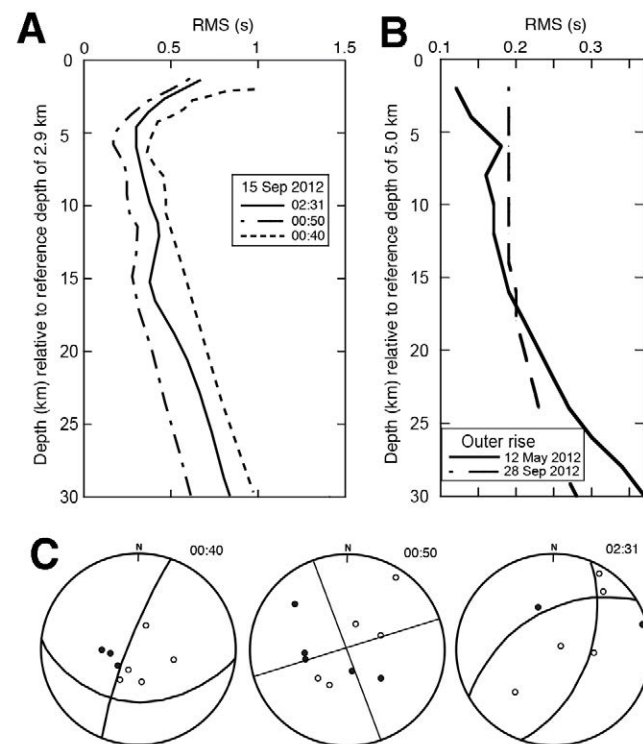 A
RMS (s)
0 0.5 1 1.5
Depth (km) relative to reference depth of 2.9 km
0
5
10
15
20
25
30
15 Sep 2012
02:31
00:50
00:40
B
RMS (s)
0.1 0.2 0.3
Depth (km) relative to reference depth of 5.0 km
0
5
10
15
20
25
30
Outer rise
12 May 2012
28 Sep 2012
C
N
00:40
N
00:50
N
02:31